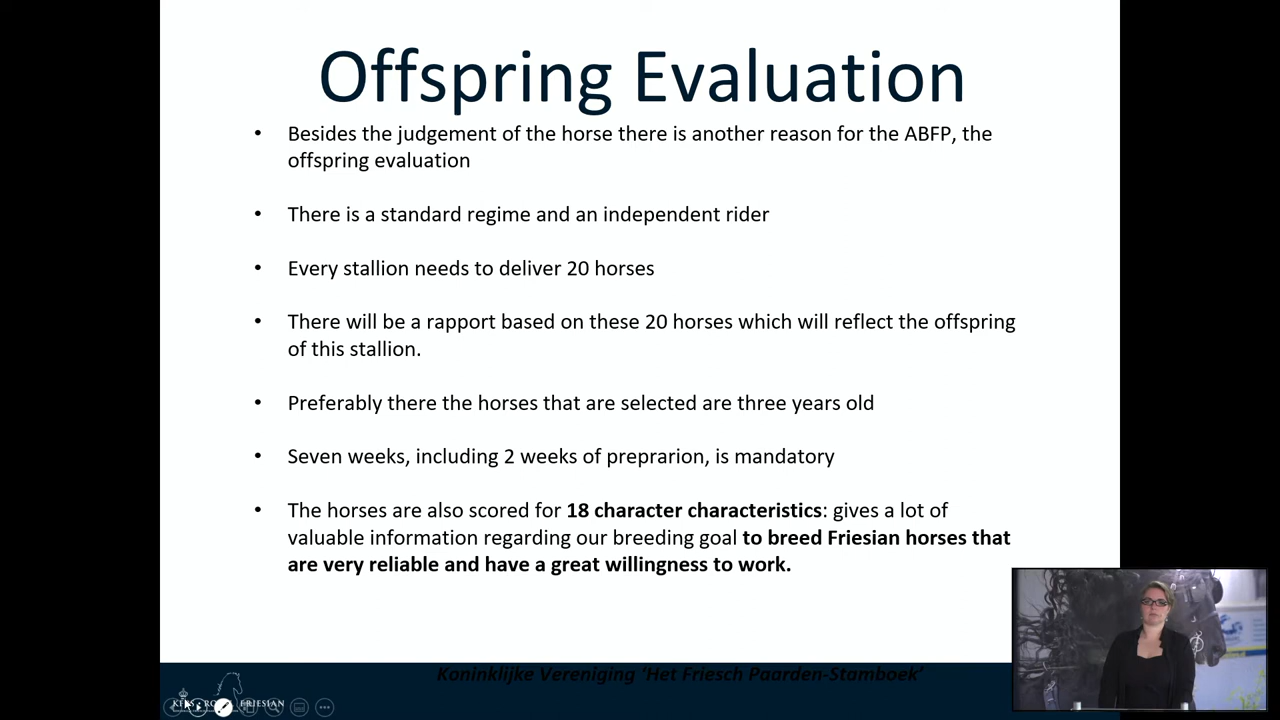 Offspring Evaluation
• Besides the judgement of the horse there is another reason for the ABFP, the
offspring evaluation
• There is a standard regime and an independent rider
• Every stallion needs to deliver 20 horses
• There will be a rapport based on these 20 horses which will reflect the offspring
of this stallion.
• Preferably there the horses that are selected are three years old
• Seven weeks, including 2 weeks of preprarion, is mandatory
• The horses are also scored for 18 character characteristics: gives a lot of
valuable information regarding our breeding goal to breed Friesian horses that
are very reliable and have a great willingness to work.
Koninklijke Vereniging 'Het Friesch Paarden-Stamboek'
FRIESIAN